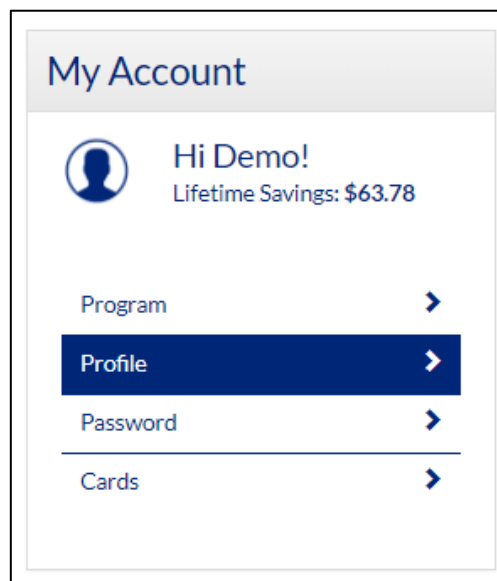 My Account
Hi Demo!
Lifetime Savings: $63.78
Program
Profile
Password
Cards